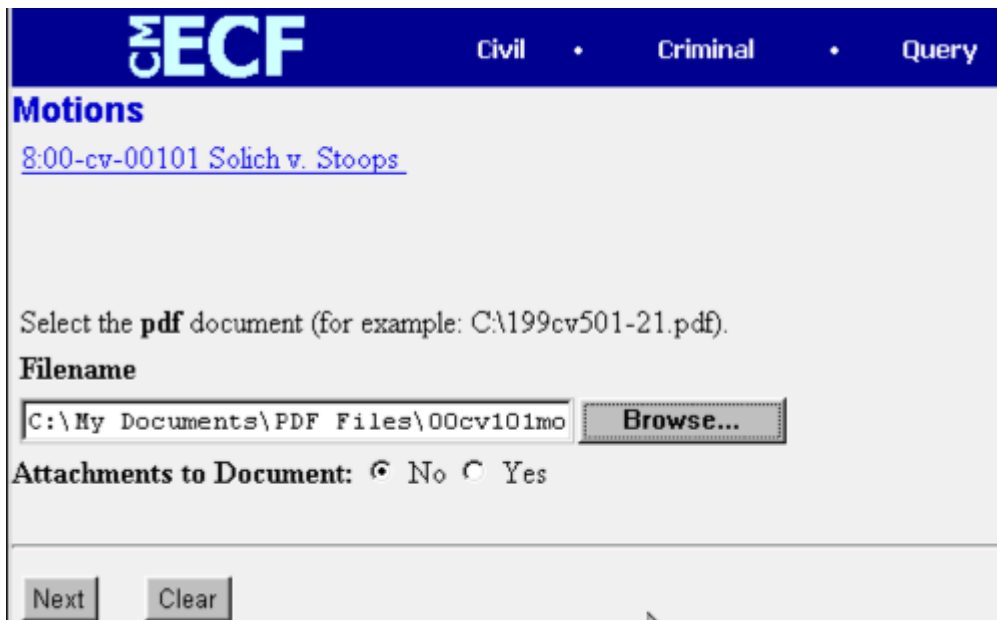 CM ECF Civil • Criminal • Query
Motions
8:00-cv-00101 Solich v. Stoops
Select the pdf document (for example: C:\199cv501-21.pdf).
Filename
C:\My Documents\PDF Files\00cv101mo Browse...
Attachments to Document: No Yes
Next Clear